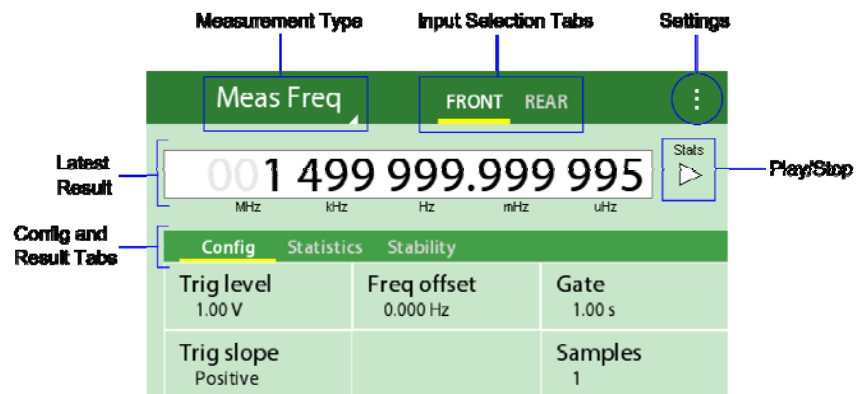 Measurement Type Input Selection Tabs Settings
Meas Freq FRONT REAR
Latest Result
001 499 999.999 995
MHz kHz Hz mHz uHz
Stats
Play/Stop
Config and Result Tabs
Config Statistics Stability
Trig level Freq offset Gate
1.00 V 0.000 Hz 1.00 s
Trig slope Samples
Positive 1